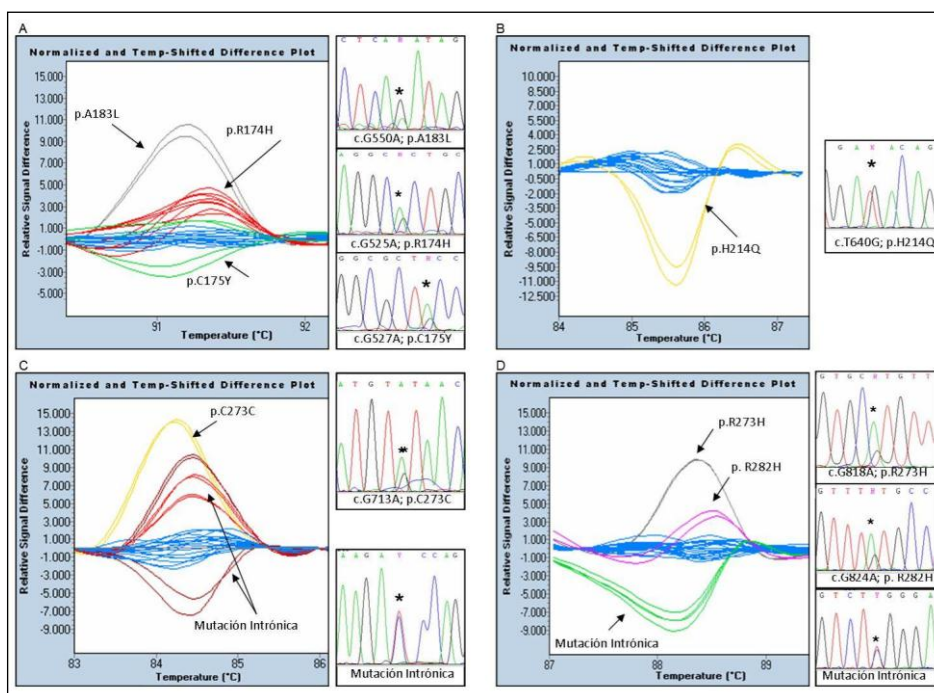 A
Normalized and Temp-Shifted Difference Plot
Relative Signal Difference
15.000
13.000
11.000
9.000
7.000
5.000
3.000
1.000
-1.000
-3.000
-5.000
p.A183L
p.R174H
p.C175Y
91
92
Temperature (°C)
C T C A R A T A G
*
c.G550A; p.A183L
A G G C R C T G C
*
c.G525A; p.R174H
G G C G C T R C C
*
c.G527A; p.C175Y
B
Normalized and Temp-Shifted Difference Plot
Relative Signal Difference
10.000
9.000
7.500
6.000
5.000
4.000
2.500
1.000
-0.500
-2.000
-3.500
-5.000
-6.500
-8.000
-9.500
-11.000
-12.500
p.H214Q
84
85
86
87
Temperature (°C)
G A K A C A G
*
c.T640G; p.H214Q
C
Normalized and Temp-Shifted Difference Plot
Relative Signal Difference
15.000
13.000
11.000
9.000
7.000
5.000
3.000
1.000
-1.000
-3.000
-5.000
-7.000
-9.000
p.C273C
Mutación Intrónica
83
84
85
86
Temperature (°C)
A T G T A T A A C
*
c.G713A; p.C273C
A A G A T C C A G
*
Mutación Intrónica
D
Normalized and Temp-Shifted Difference Plot
Relative Signal Difference
15.000
13.000
11.000
9.000
7.000
5.000
3.000
1.000
-1.000
-3.000
-5.000
-7.000
-9.000
p.R273H
p. R282H
Mutación Intrónica
87
88
89
Temperature (°C)
G T G C R T G T T
*
c.G818A; p.R273H
G T T T R T G C C
*
c.G824A; p. R282H
G T C T T G G G A
*
Mutación Intrónica